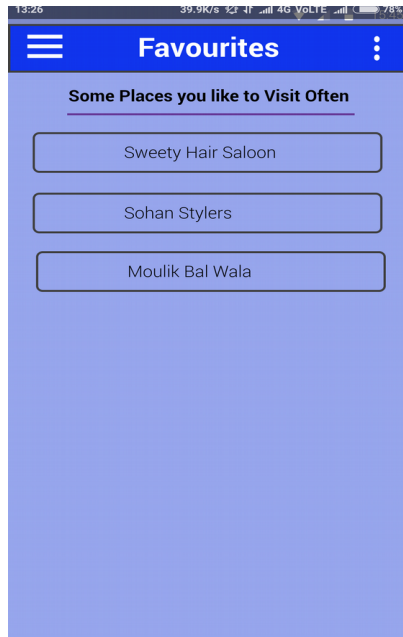 13:26 39.9K/s 4G VoLTE 78%
Favourites
Some Places you like to Visit Often
Sweety Hair Saloon
Sohan Stylers
Moulik Bal Wala